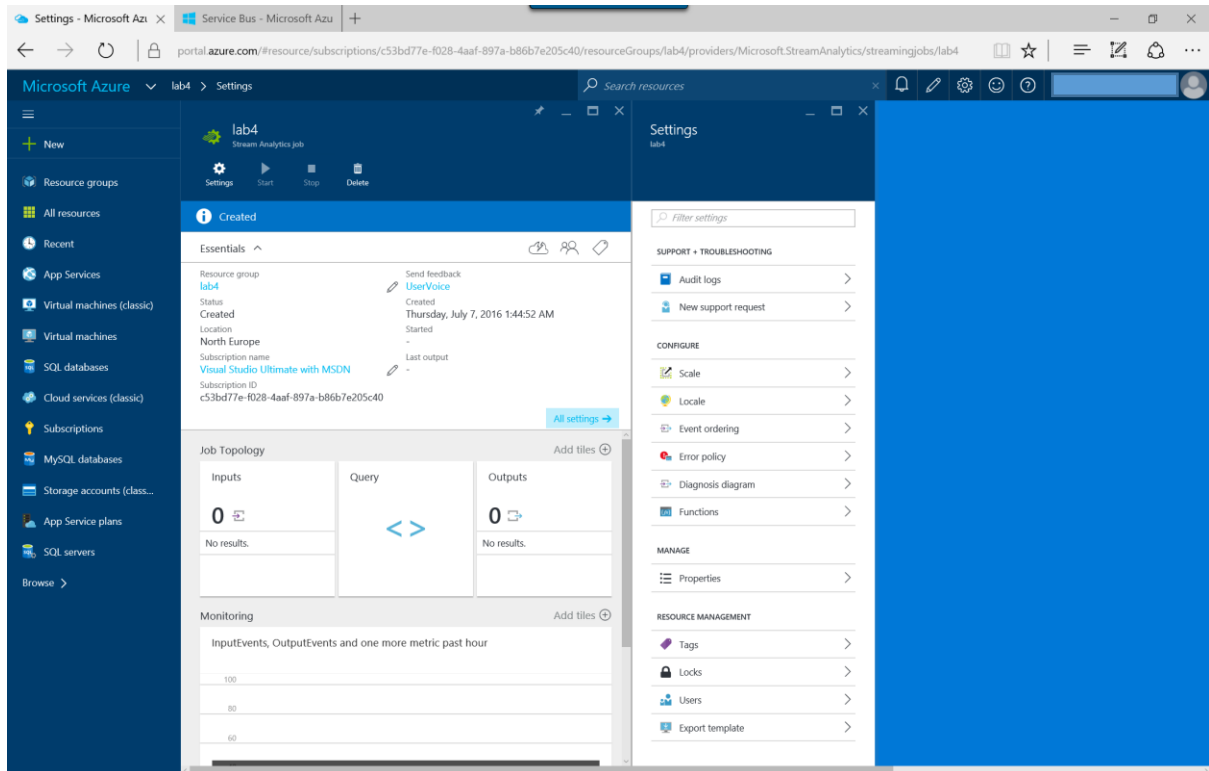 Settings - Microsoft Azu
Service Bus - Microsoft Azu
portal.azure.com/#resource/subscriptions/c53bd77e-f028-4aaf-897a-b86b7e205c40/resourceGroups/lab4/providers/Microsoft.StreamAnalytics/streamingjobs/lab4
Microsoft Azure lab4 > Settings
Search resources
New
Resource groups
All resources
Recent
App Services
Virtual machines (classic)
Virtual machines
SQL databases
Cloud services (classic)
Subscriptions
MySQL databases
Storage accounts (class...
App Service plans
SQL servers
Browse >
lab4
Stream Analytics job
Settings Start Stop Delete
Created
Essentials
Resource group
lab4
Status
Created
Location
North Europe
Subscription name
Visual Studio Ultimate with MSDN
Subscription ID
c53bd77e-f028-4aaf-897a-b86b7e205c40
Send feedback
UserVoice
Created
Thursday, July 7, 2016 1:44:52 AM
Started
-
Last output
-
All settings →
Job Topology
Add tiles
Inputs
0
No results.
Query
< >
Outputs
0
No results.
Monitoring
Add tiles
InputEvents, OutputEvents and one more metric past hour
100
80
60
Settings
lab4
Filter settings
SUPPORT + TROUBLESHOOTING
Audit logs
New support request
CONFIGURE
Scale
Locale
Event ordering
Error policy
Diagnosis diagram
Functions
MANAGE
Properties
RESOURCE MANAGEMENT
Tags
Locks
Users
Export template